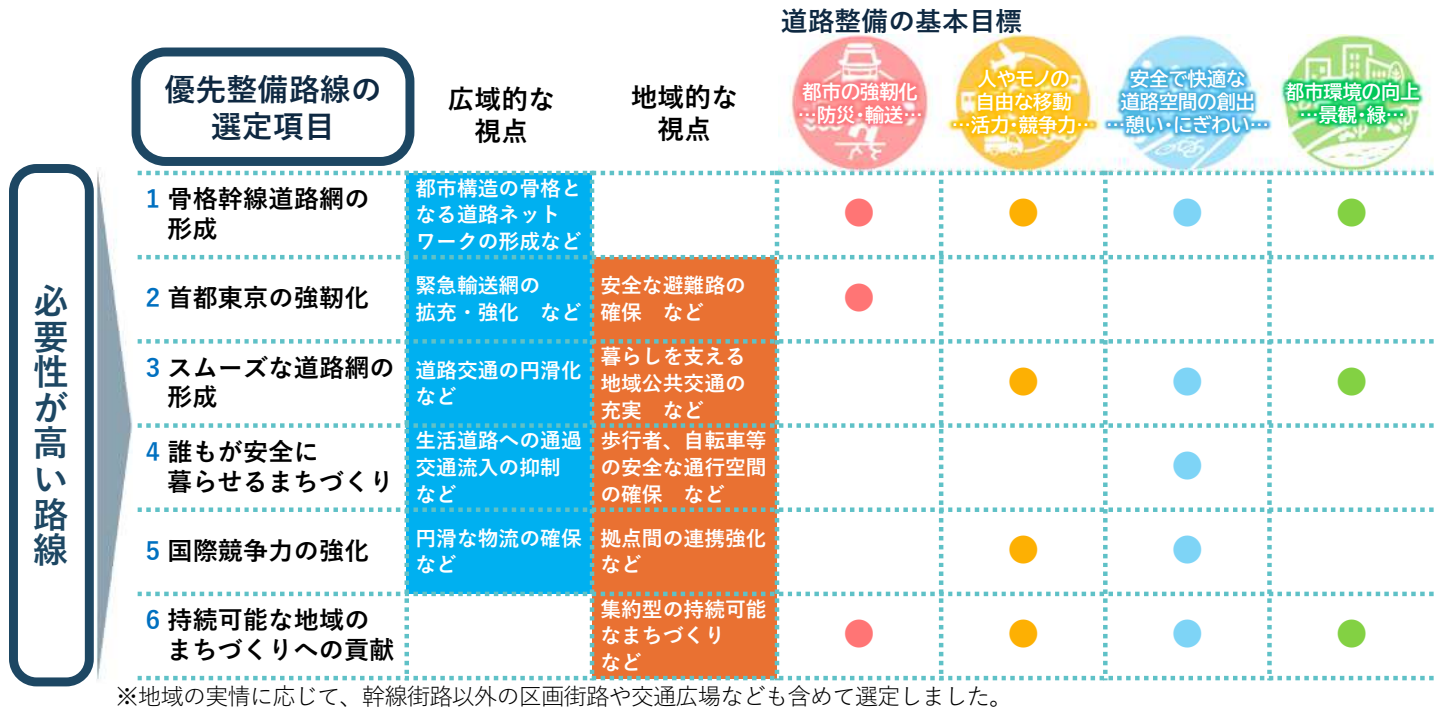 道路整備の基本目標
優先整備路線の
選定項目
広域的な
視点
地域的な
視点
都市の強靭化
…防災・輸送…
人やモノの
自由な移動
…活力・競争力…
安全で快適な
道路空間の創出
…憩い・にぎわい…
都市環境の向上
…景観・緑…
必要性が高い路線
1 骨格幹線道路網の
形成
都市構造の骨格と
なる道路ネット
ワークの形成など
2 首都東京の強靭化
緊急輸送網の
拡充・強化　など
安全な避難路の
確保　など
3 スムーズな道路網の
形成
道路交通の円滑化
など
暮らしを支える
地域公共交通の
充実　など
4 誰もが安全に
暮らせるまちづくり
生活道路への通過
交通流入の抑制
など
歩行者、自転車等
の安全な通行空間
の確保　など
5 国際競争力の強化
円滑な物流の確保
など
拠点間の連携強化
など
6 持続可能な地域の
まちづくりへの貢献
集約型の持続可能
なまちづくり
など
※地域の実情に応じて、幹線街路以外の区画街路や交通広場なども含めて選定しました。